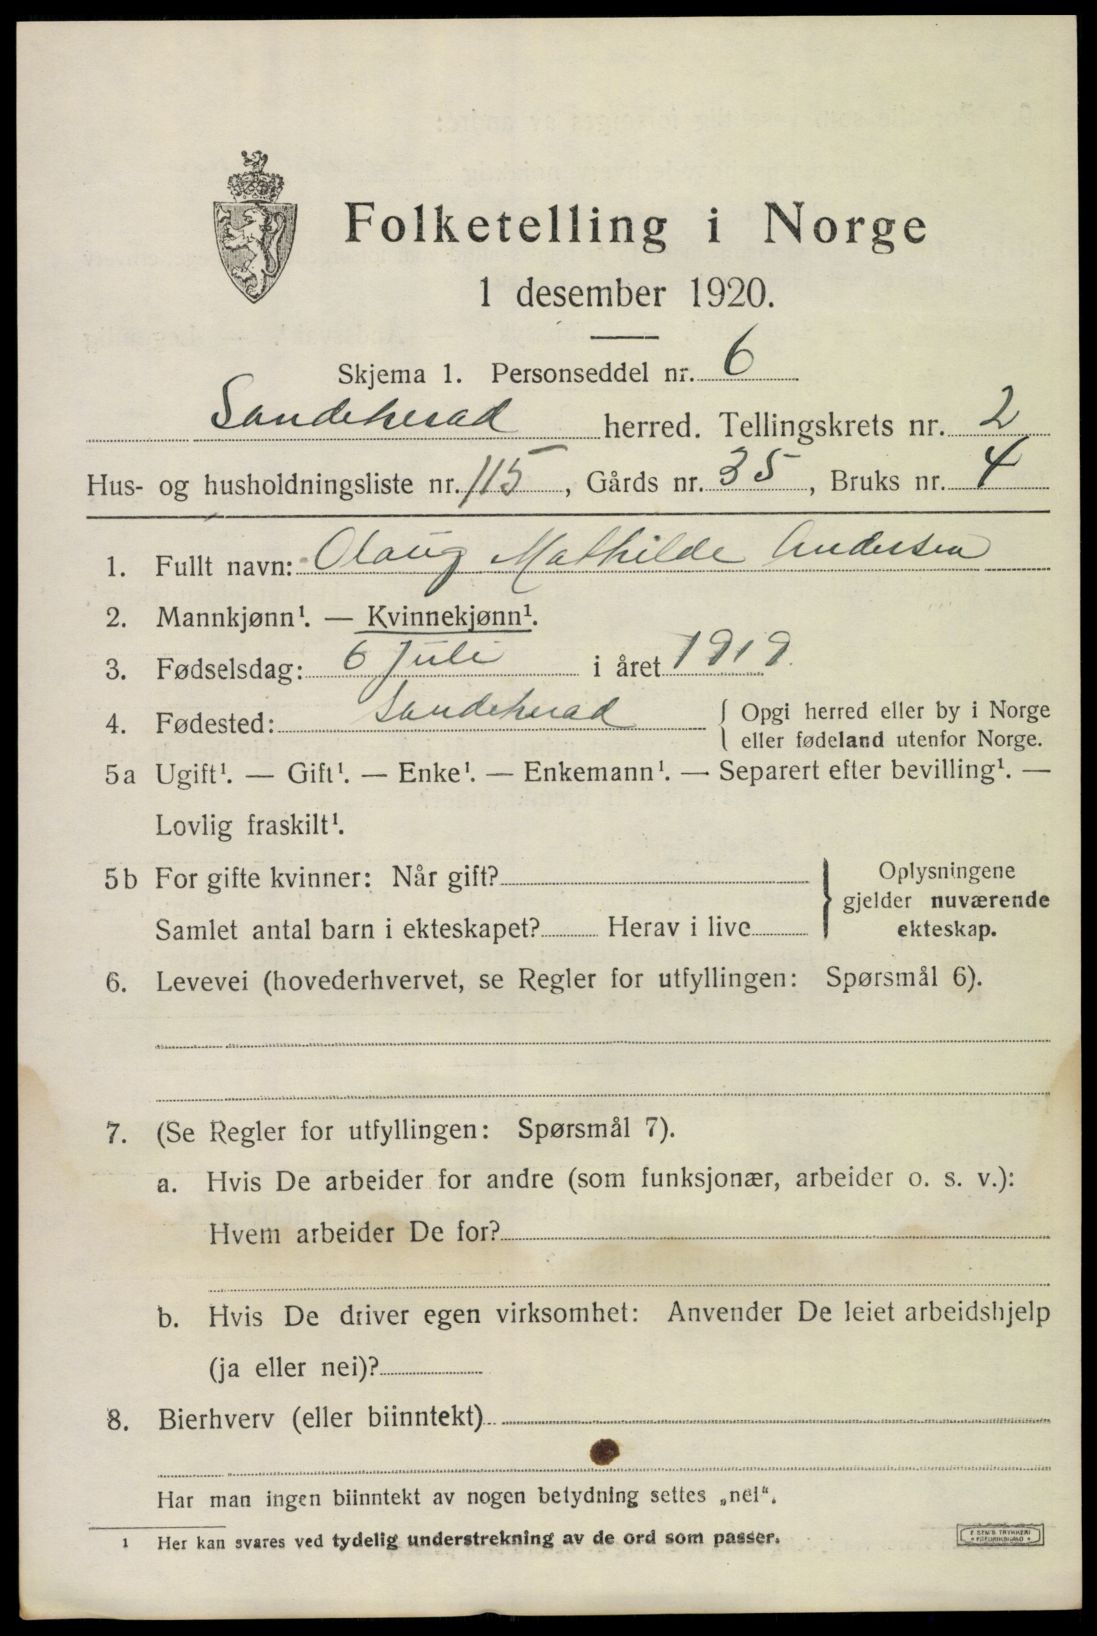 Folketelling i Norge
1 desember 1920.
Skjema 1. Personseddel nr. 6
Sandeherad herred. Tellingskrets nr. 2
Hus- og husholdningsliste nr. 115, Gårds nr. 35, Bruks nr. 4
1. Fullt navn: Olaug Mathilde Andersen
2. Mannkjønn¹. — Kvinnekjønn¹.
3. Fødselsdag: 6 Juli i året 1919.
4. Fødested: Sandeherad { Opgi herred eller by i Norge
eller fødeland utenfor Norge.
5a Ugift¹. — Gift¹. — Enke¹. — Enkemann¹. — Separert efter bevilling¹. —
Lovlig fraskilt¹.
5b For gifte kvinner: Når gift? } Oplysningene
gjelder nuværende
Samlet antal barn i ekteskapet? Herav i live ekteskap.
6. Levevei (hovederhvervet, se Regler for utfyllingen: Spørsmål 6).
7. (Se Regler for utfyllingen: Spørsmål 7).
a. Hvis De arbeider for andre (som funksjonær, arbeider o. s. v.):
Hvem arbeider De for?
b. Hvis De driver egen virksomhet: Anvender De leiet arbeidshjelp
(ja eller nei)?
8. Bierhverv (eller biinntekt)
Har man ingen biinntekt av nogen betydning settes „nei“.
¹ Her kan svares ved tydelig understrekning av de ord som passer.